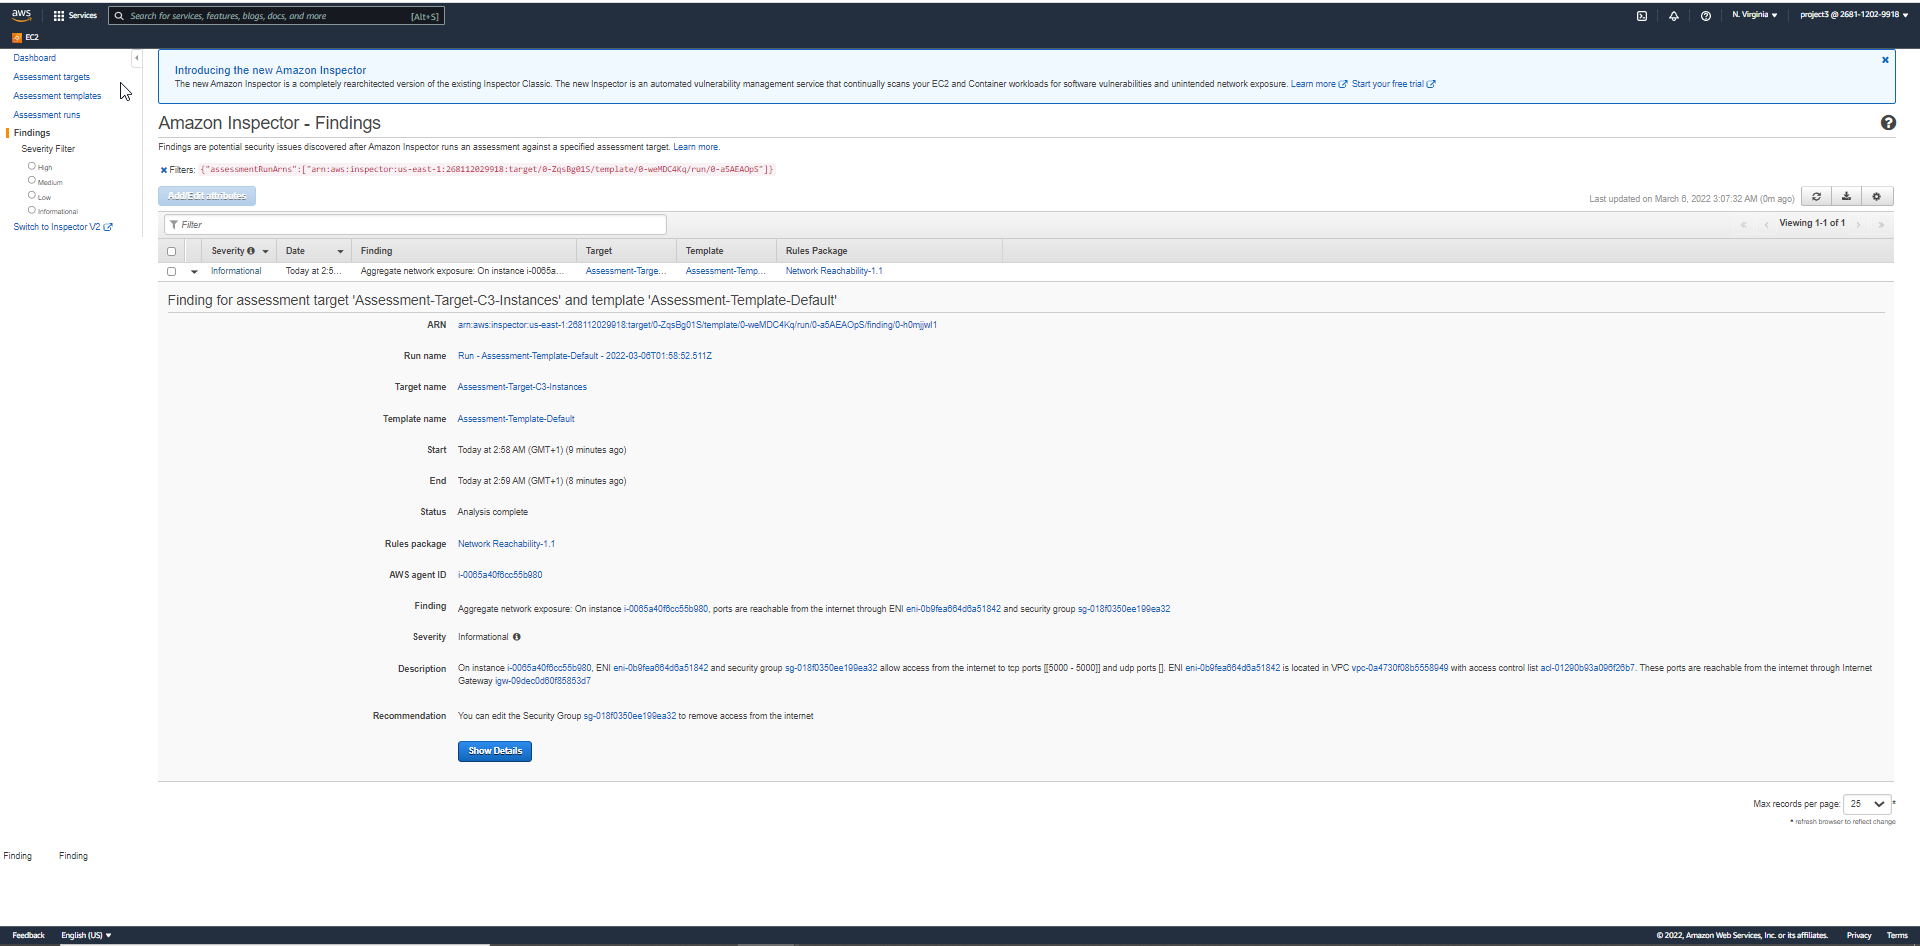 aws Services Search for services, features, blogs, docs, and more [Alt+S] N. Virginia project3 @ 2681-1202-9918
EC2
Dashboard
Assessment targets
Assessment templates
Assessment runs
Findings
Severity Filter
High
Medium
Low
Informational
Switch to Inspector V2
Introducing the new Amazon Inspector
The new Amazon Inspector is a completely rearchitected version of the existing Inspector Classic. The new Inspector is an automated vulnerability management service that continually scans your EC2 and Container workloads for software vulnerabilities and unintended network exposure. Learn more Start your free trial
Amazon Inspector - Findings
Findings are potential security issues discovered after Amazon Inspector runs an assessment against a specified assessment target. Learn more.
Filters: {"assessmentRunArns":["arn:aws:inspector:us-east-1:268112029918:target/0-ZqsBg01S/template/0-weMDC4Kq/run/0-a5AEAOpS"]}
Add/Edit attributes
Last updated on March 6, 2022 3:07:32 AM (0m ago)
Filter
Viewing 1-1 of 1
Severity Date Finding Target Template Rules Package
Informational Today at 2:5... Aggregate network exposure: On instance i-0065a... Assessment-Targe... Assessment-Temp... Network Reachability-1.1
Finding for assessment target 'Assessment-Target-C3-Instances' and template 'Assessment-Template-Default'
ARN arn:aws:inspector:us-east-1:268112029918:target/0-ZqsBg01S/template/0-weMDC4Kq/run/0-a5AEAOpS/finding/0-h0mjjwl1
Run name Run - Assessment-Template-Default - 2022-03-06T01:58:52.511Z
Target name Assessment-Target-C3-Instances
Template name Assessment-Template-Default
Start Today at 2:58 AM (GMT+1) (9 minutes ago)
End Today at 2:59 AM (GMT+1) (8 minutes ago)
Status Analysis complete
Rules package Network Reachability-1.1
AWS agent ID i-0065a40f6cc55b980
Finding Aggregate network exposure: On instance i-0065a40f6cc55b980, ports are reachable from the internet through ENI eni-0b9fea664d6a51842 and security group sg-018f0350ee199ea32
Severity Informational
Description On instance i-0065a40f6cc55b980, ENI eni-0b9fea664d6a51842 and security group sg-018f0350ee199ea32 allow access from the internet to tcp ports [[5000 - 5000]] and udp ports []. ENI eni-0b9fea664d6a51842 is located in VPC vpc-0a4730f08b5558949 with access control list acl-01290b93a096f26b7. These ports are reachable from the internet through Internet
Gateway igw-09dec0d60f85853d7
Recommendation You can edit the Security Group sg-018f0350ee199ea32 to remove access from the internet
Show Details
Max records per page: 25 *
* refresh browser to reflect change
Finding Finding
Feedback English (US) © 2022, Amazon Web Services, Inc. or its affiliates. Privacy Terms